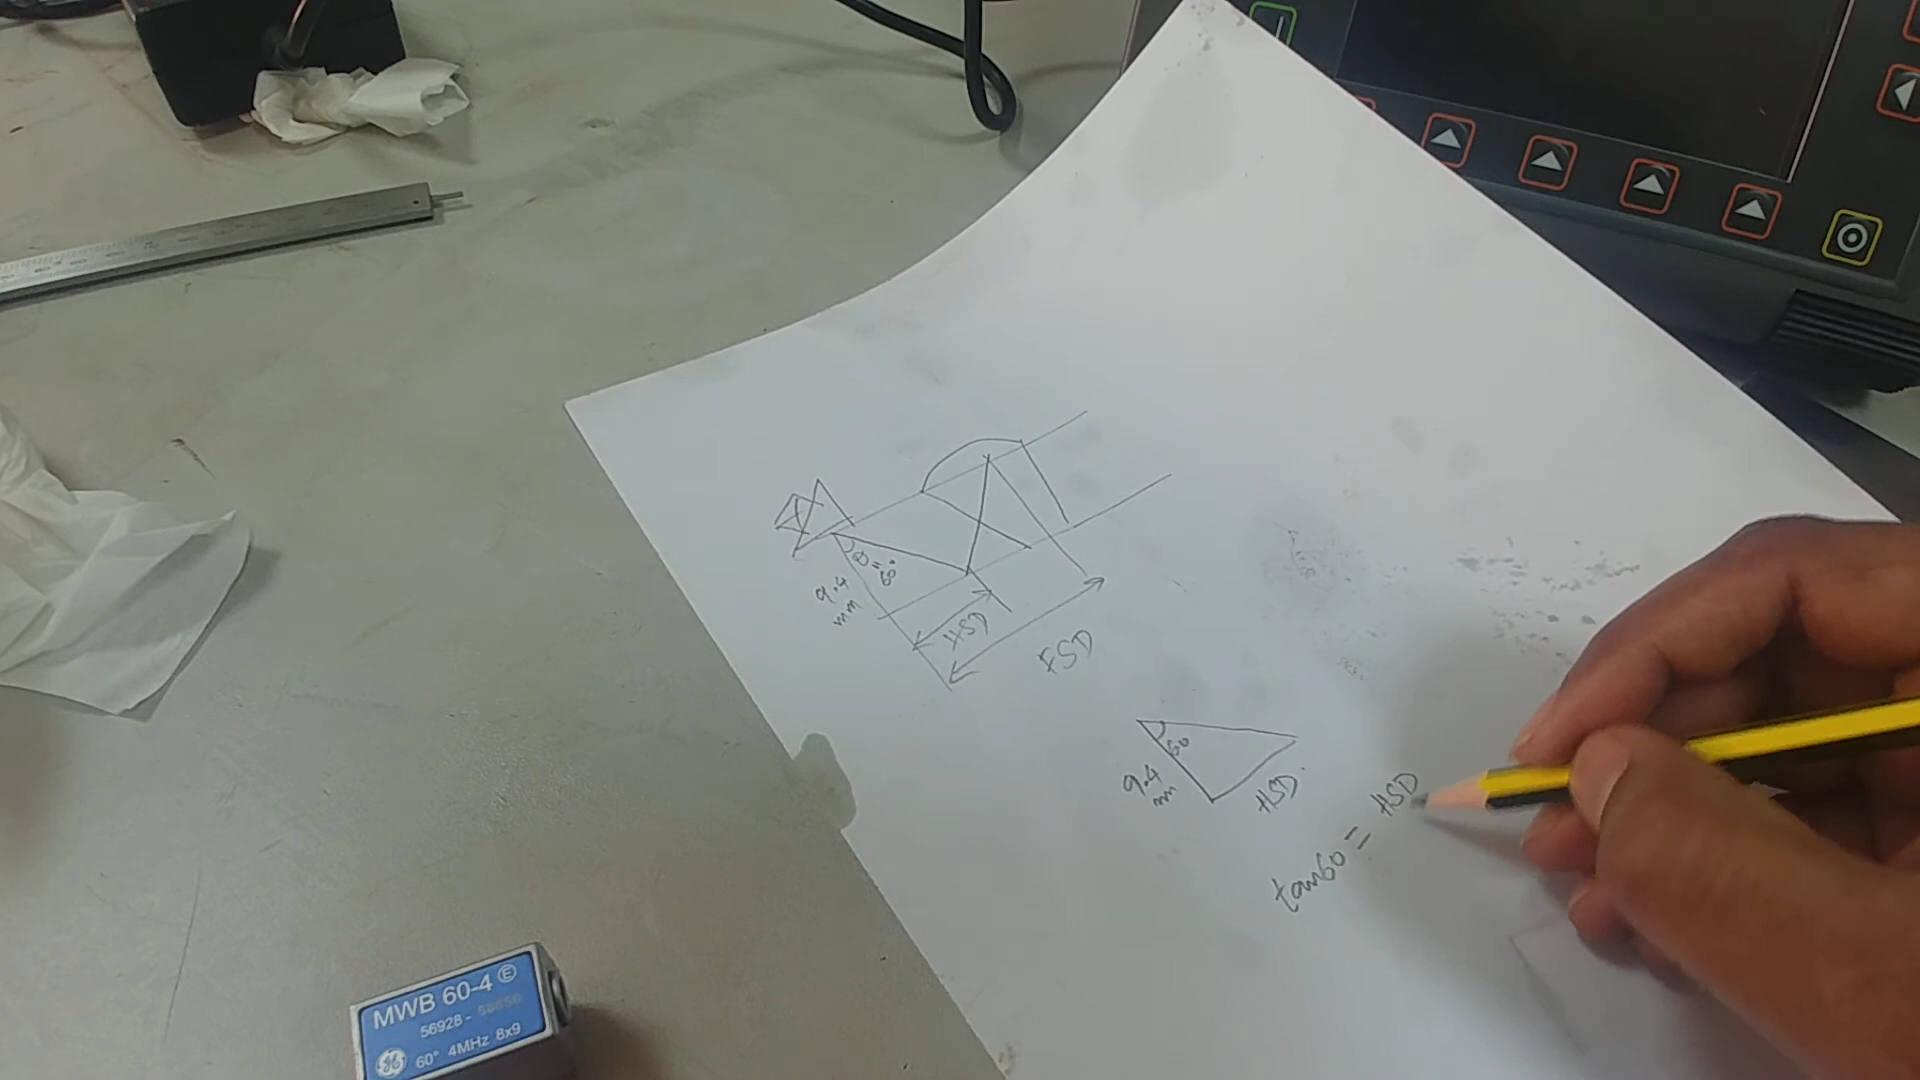 θ
=
60°
9.4
mm
HSD
FSD
60
9.4
mm
HSD.
tan60 = HSD
MWB 60-4 E
56928 -
GE 60° 4MHz 8x9